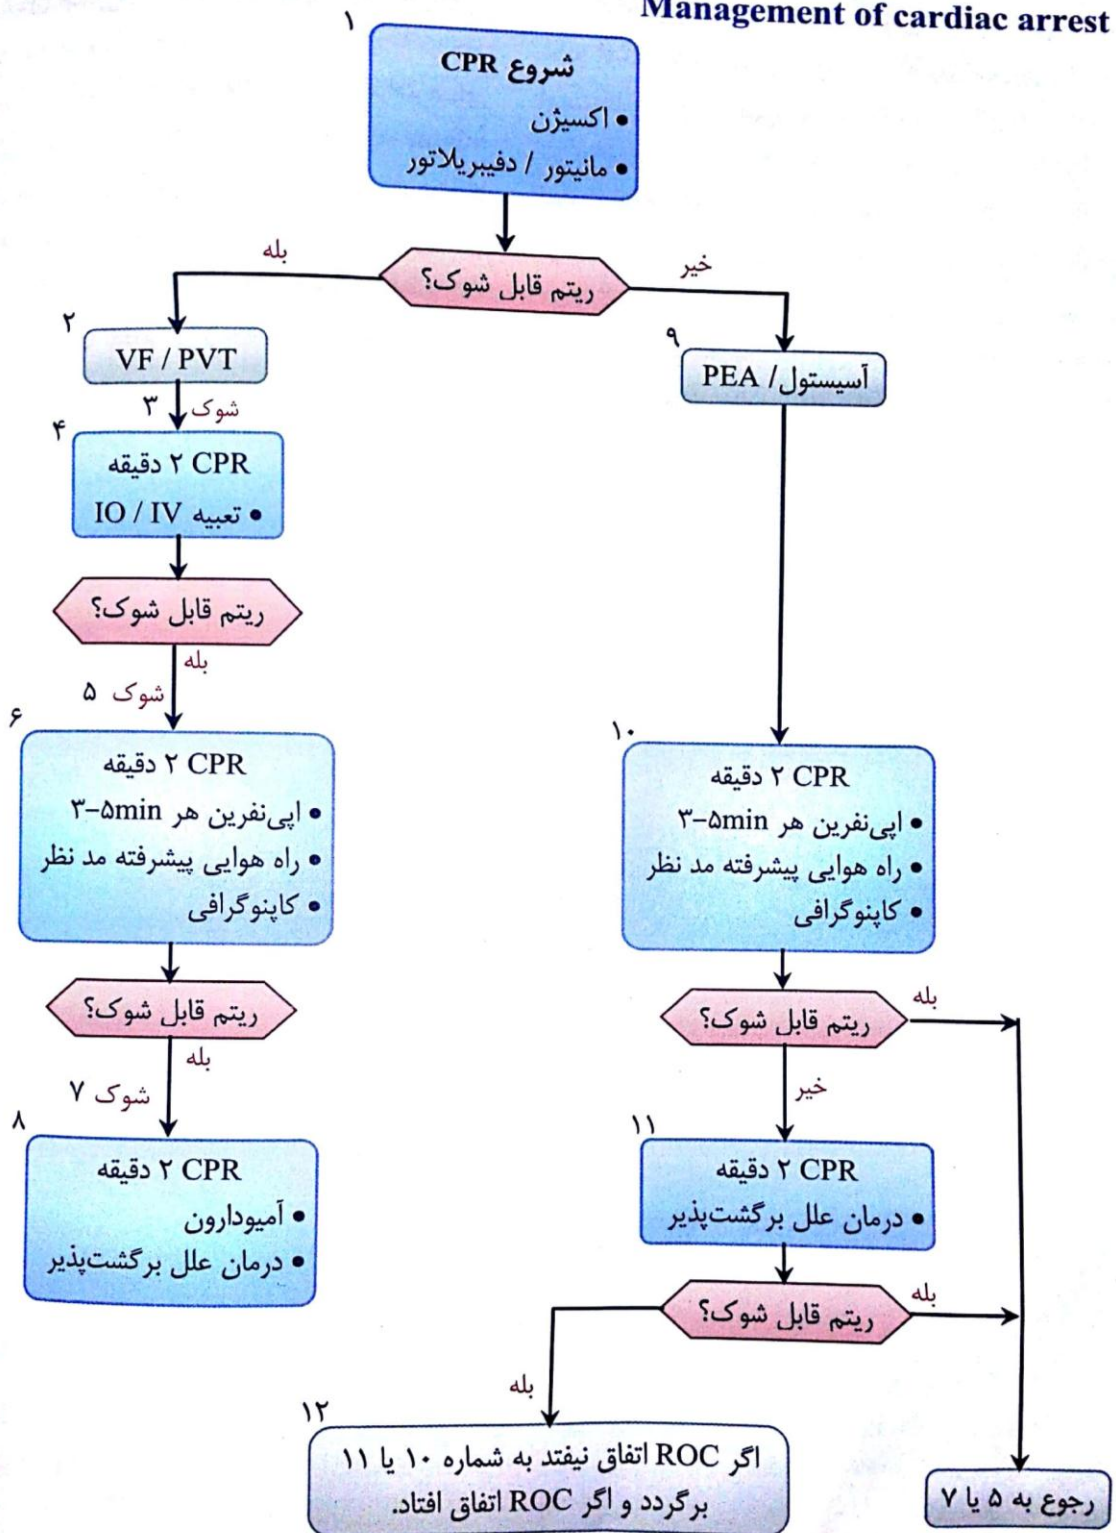 Management of cardiac arrest
۱
شروع CPR
• اکسیژن
• مانیتور / دفیبریلاتور
ریتم قابل شوک؟
بله
خیر
۲
VF / PVT
۳ شوک
۴
CPR ۲ دقیقه
• تعبیه IO / IV
ریتم قابل شوک؟
بله
شوک ۵
۶
CPR ۲ دقیقه
• اپی‌نفرین هر ۳–۵min
• راه هوایی پیشرفته مد نظر
• کاپنوگرافی
ریتم قابل شوک؟
بله
شوک ۷
۸
CPR ۲ دقیقه
• آمیودارون
• درمان علل برگشت‌پذیر
۹
آسیستول/ PEA
۱۰
CPR ۲ دقیقه
• اپی‌نفرین هر ۳–۵min
• راه هوایی پیشرفته مد نظر
• کاپنوگرافی
ریتم قابل شوک؟
بله
خیر
۱۱
CPR ۲ دقیقه
• درمان علل برگشت‌پذیر
ریتم قابل شوک؟
بله
بله
۱۲
اگر ROC اتفاق نیفتد به شماره ۱۰ یا ۱۱
برگردد و اگر ROC اتفاق افتاد.
رجوع به ۵ یا ۷